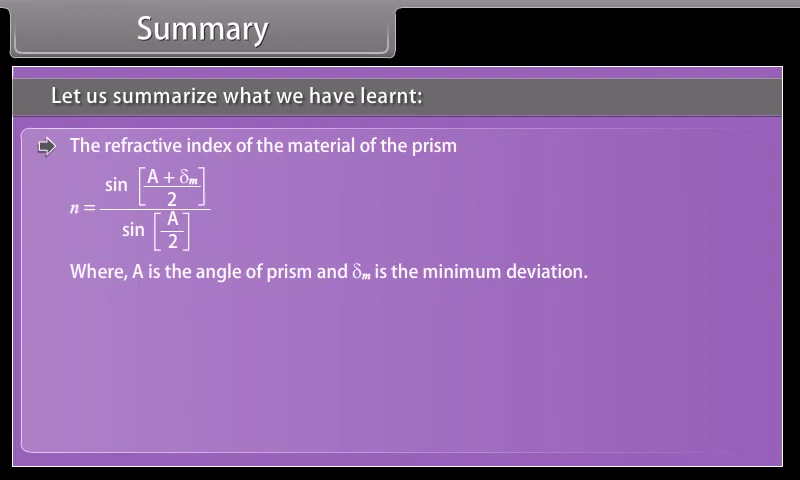 Summary
Let us summarize what we have learnt:
The refractive index of the material of the prism
n = sin [A + δm / 2] / sin [A / 2]
Where, A is the angle of prism and δm is the minimum deviation.